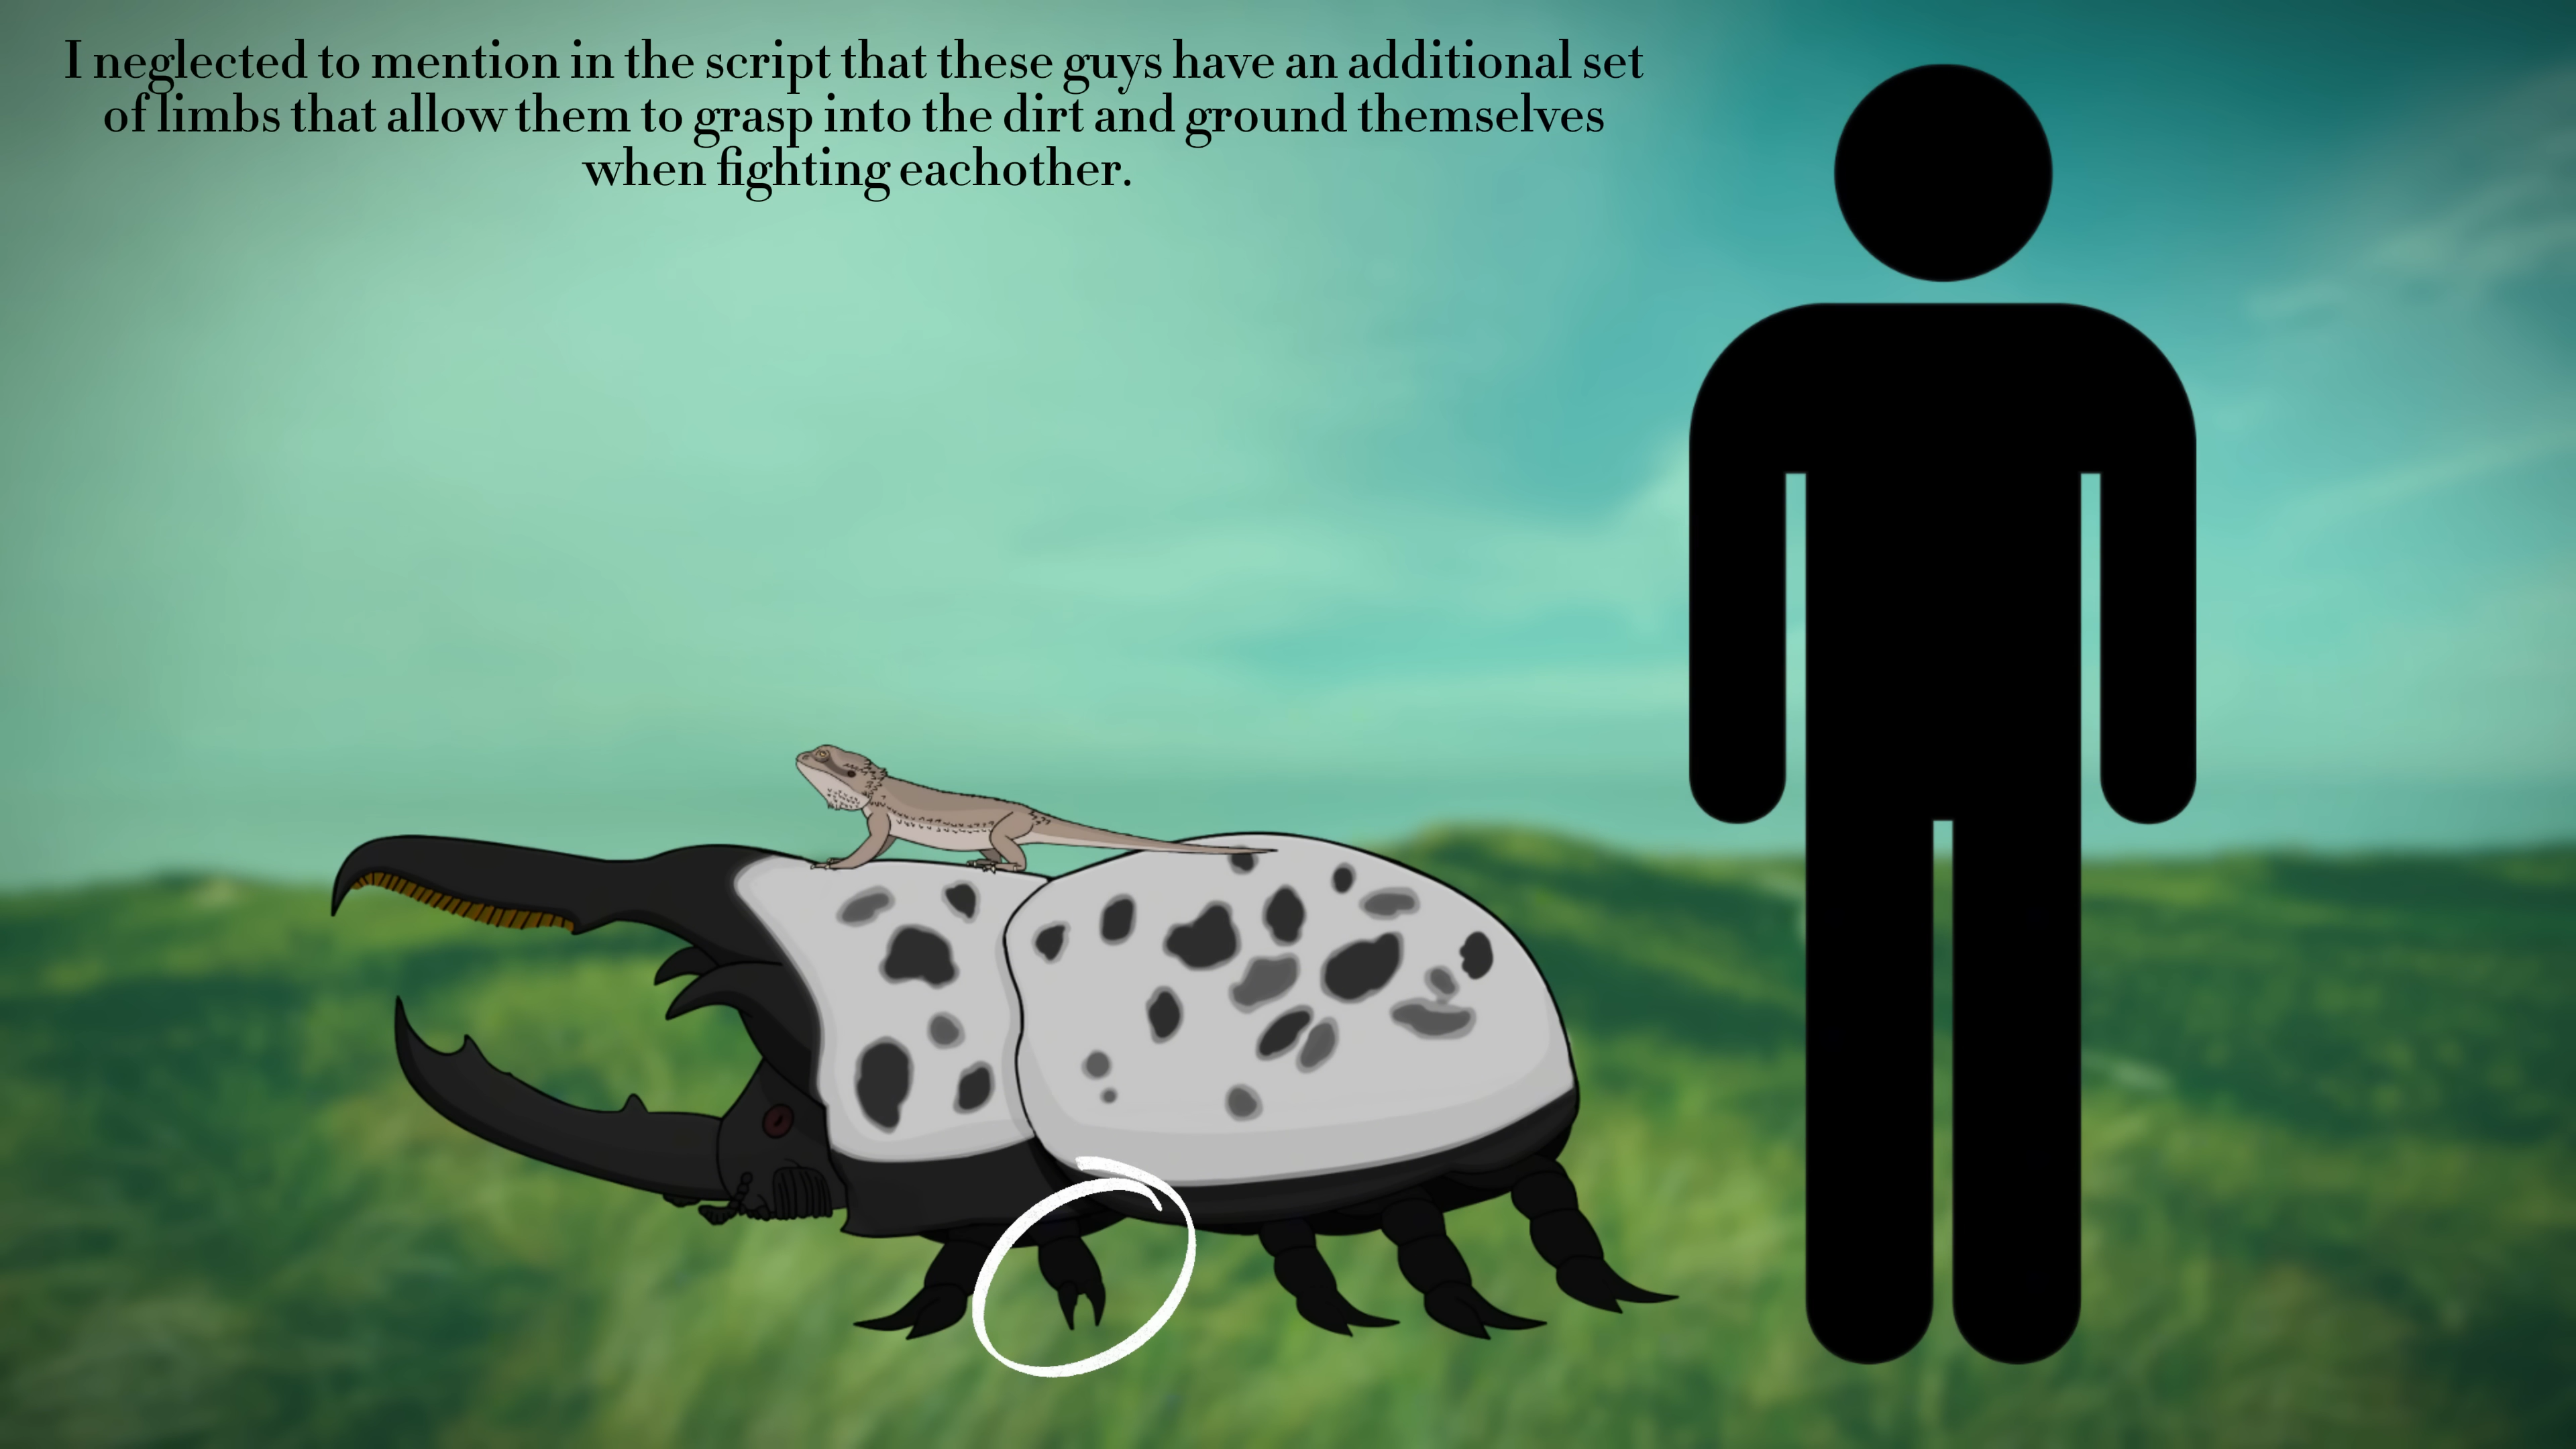 I neglected to mention in the script that these guys have an additional set
of limbs that allow them to grasp into the dirt and ground themselves
when fighting eachother.